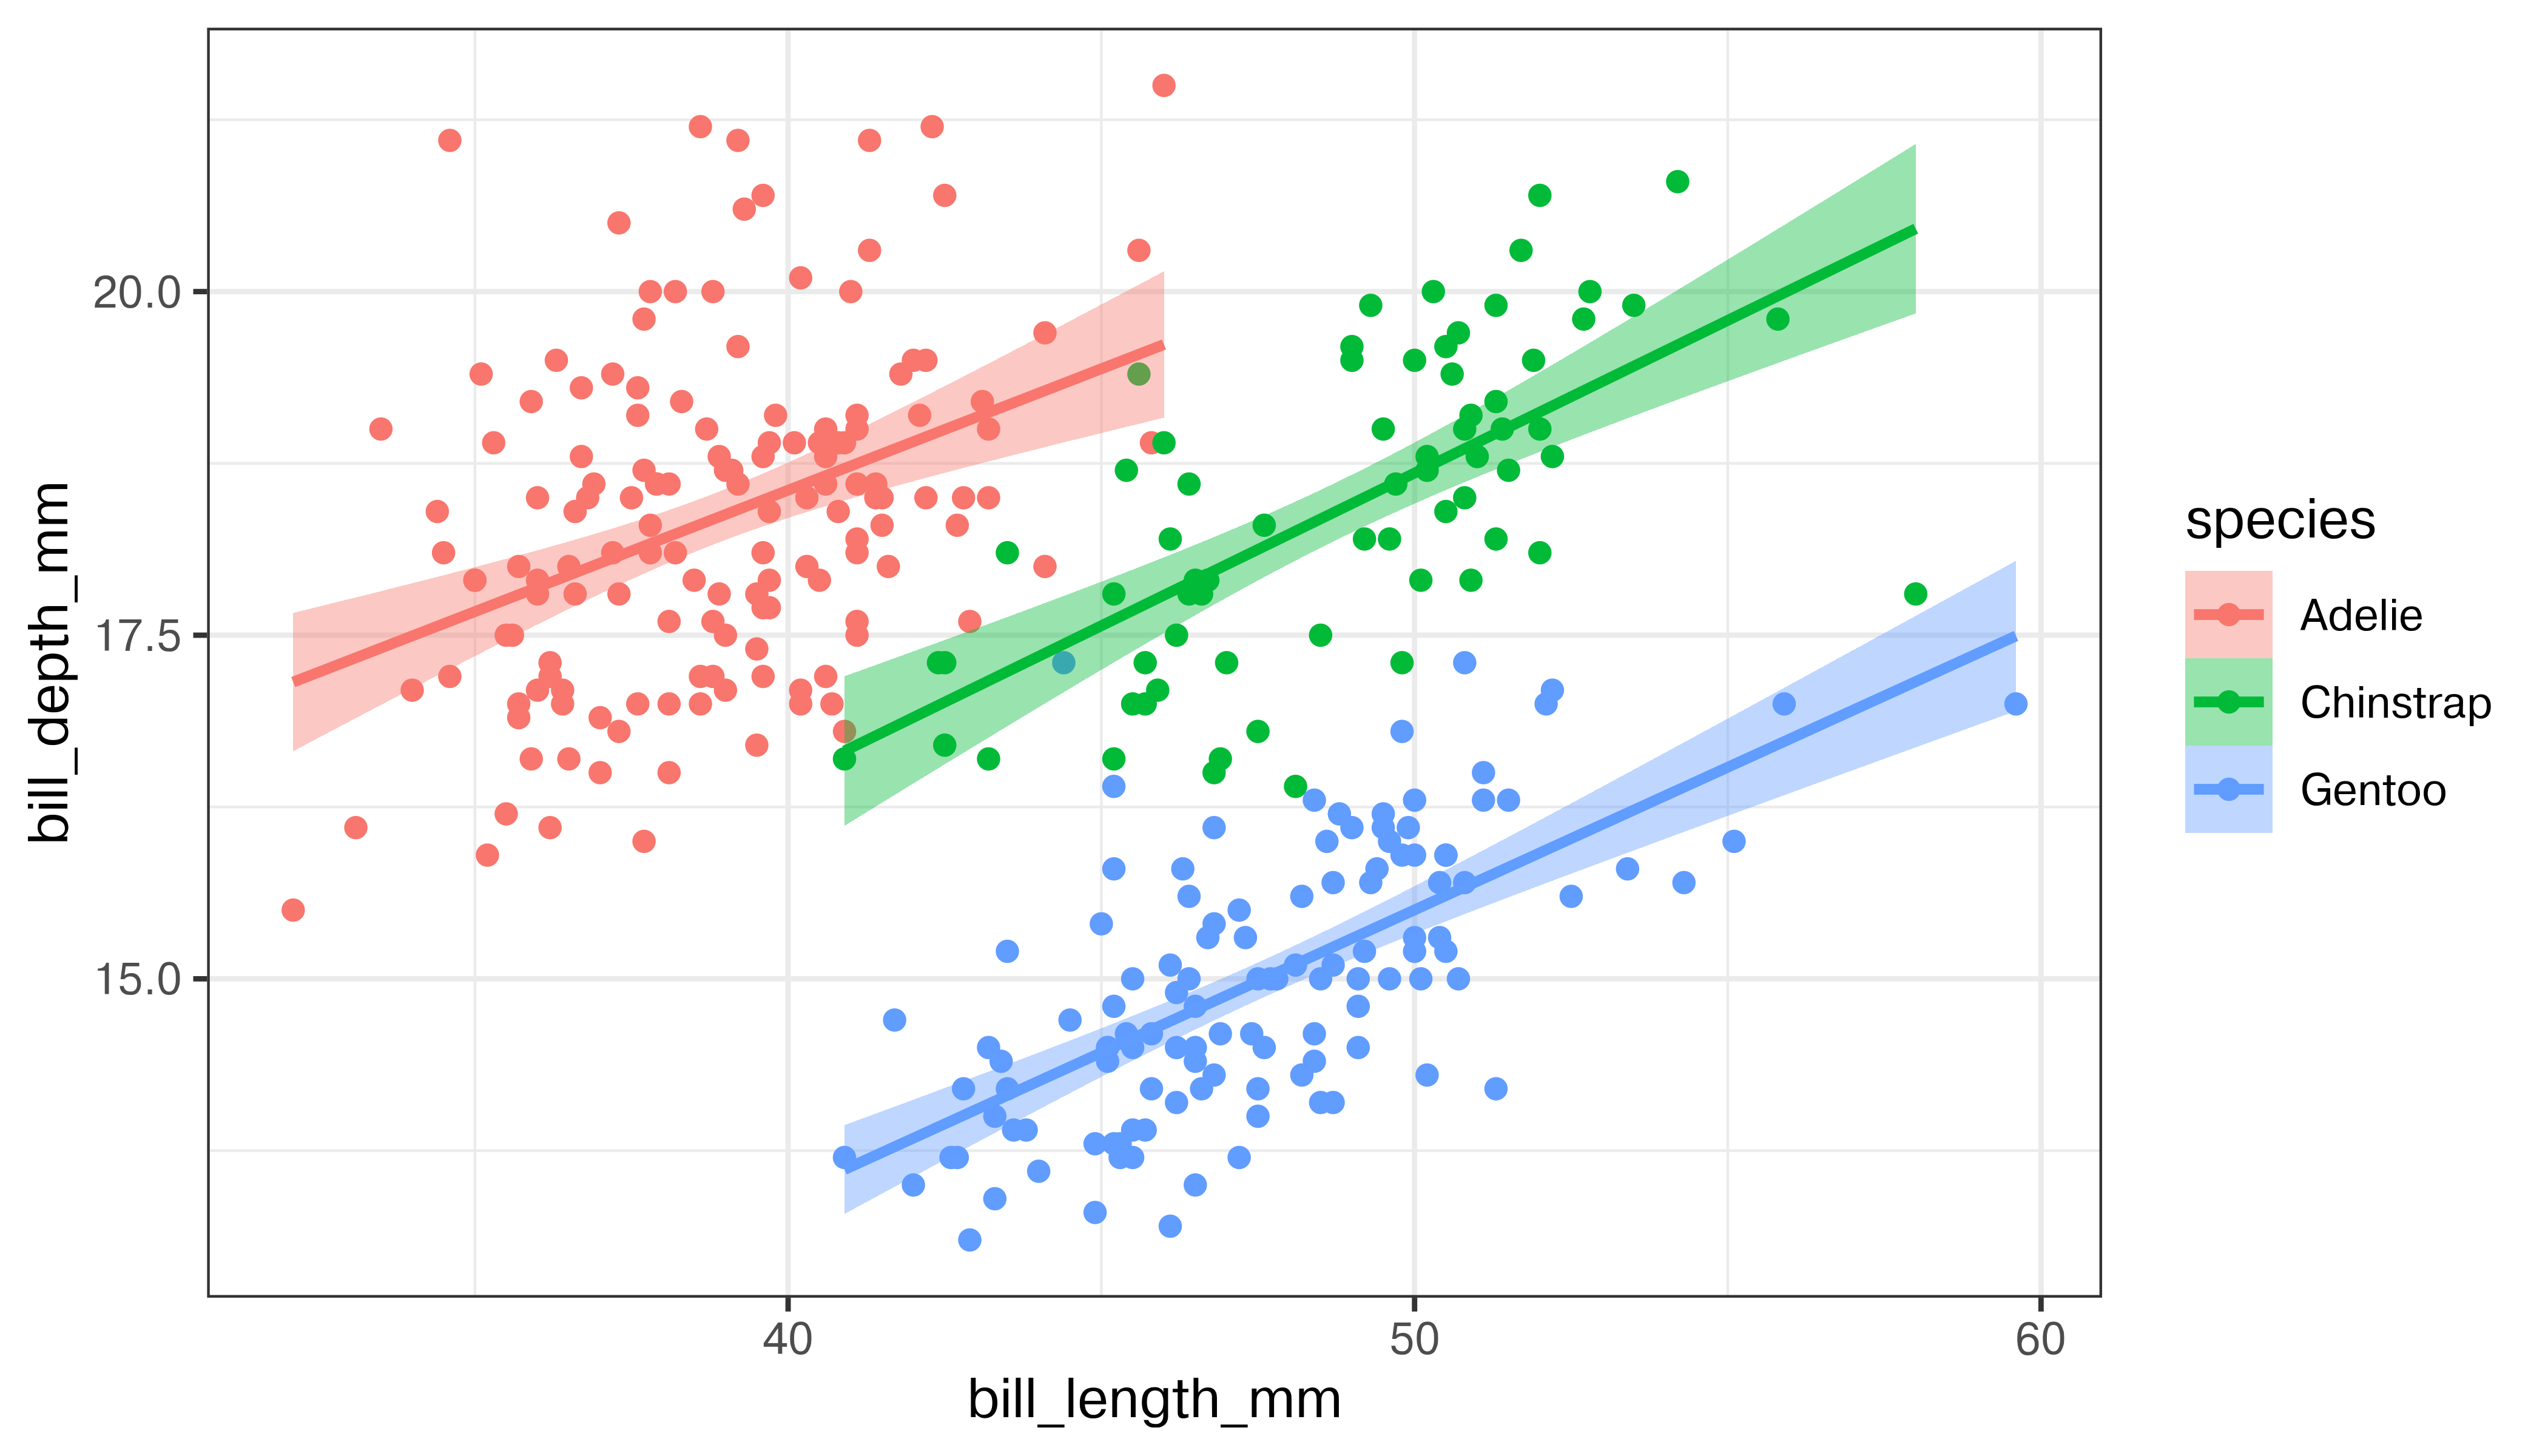 bill_depth_mm
20.0
17.5
15.0
40 50 60
bill_length_mm
species
Adelie
Chinstrap
Gentoo